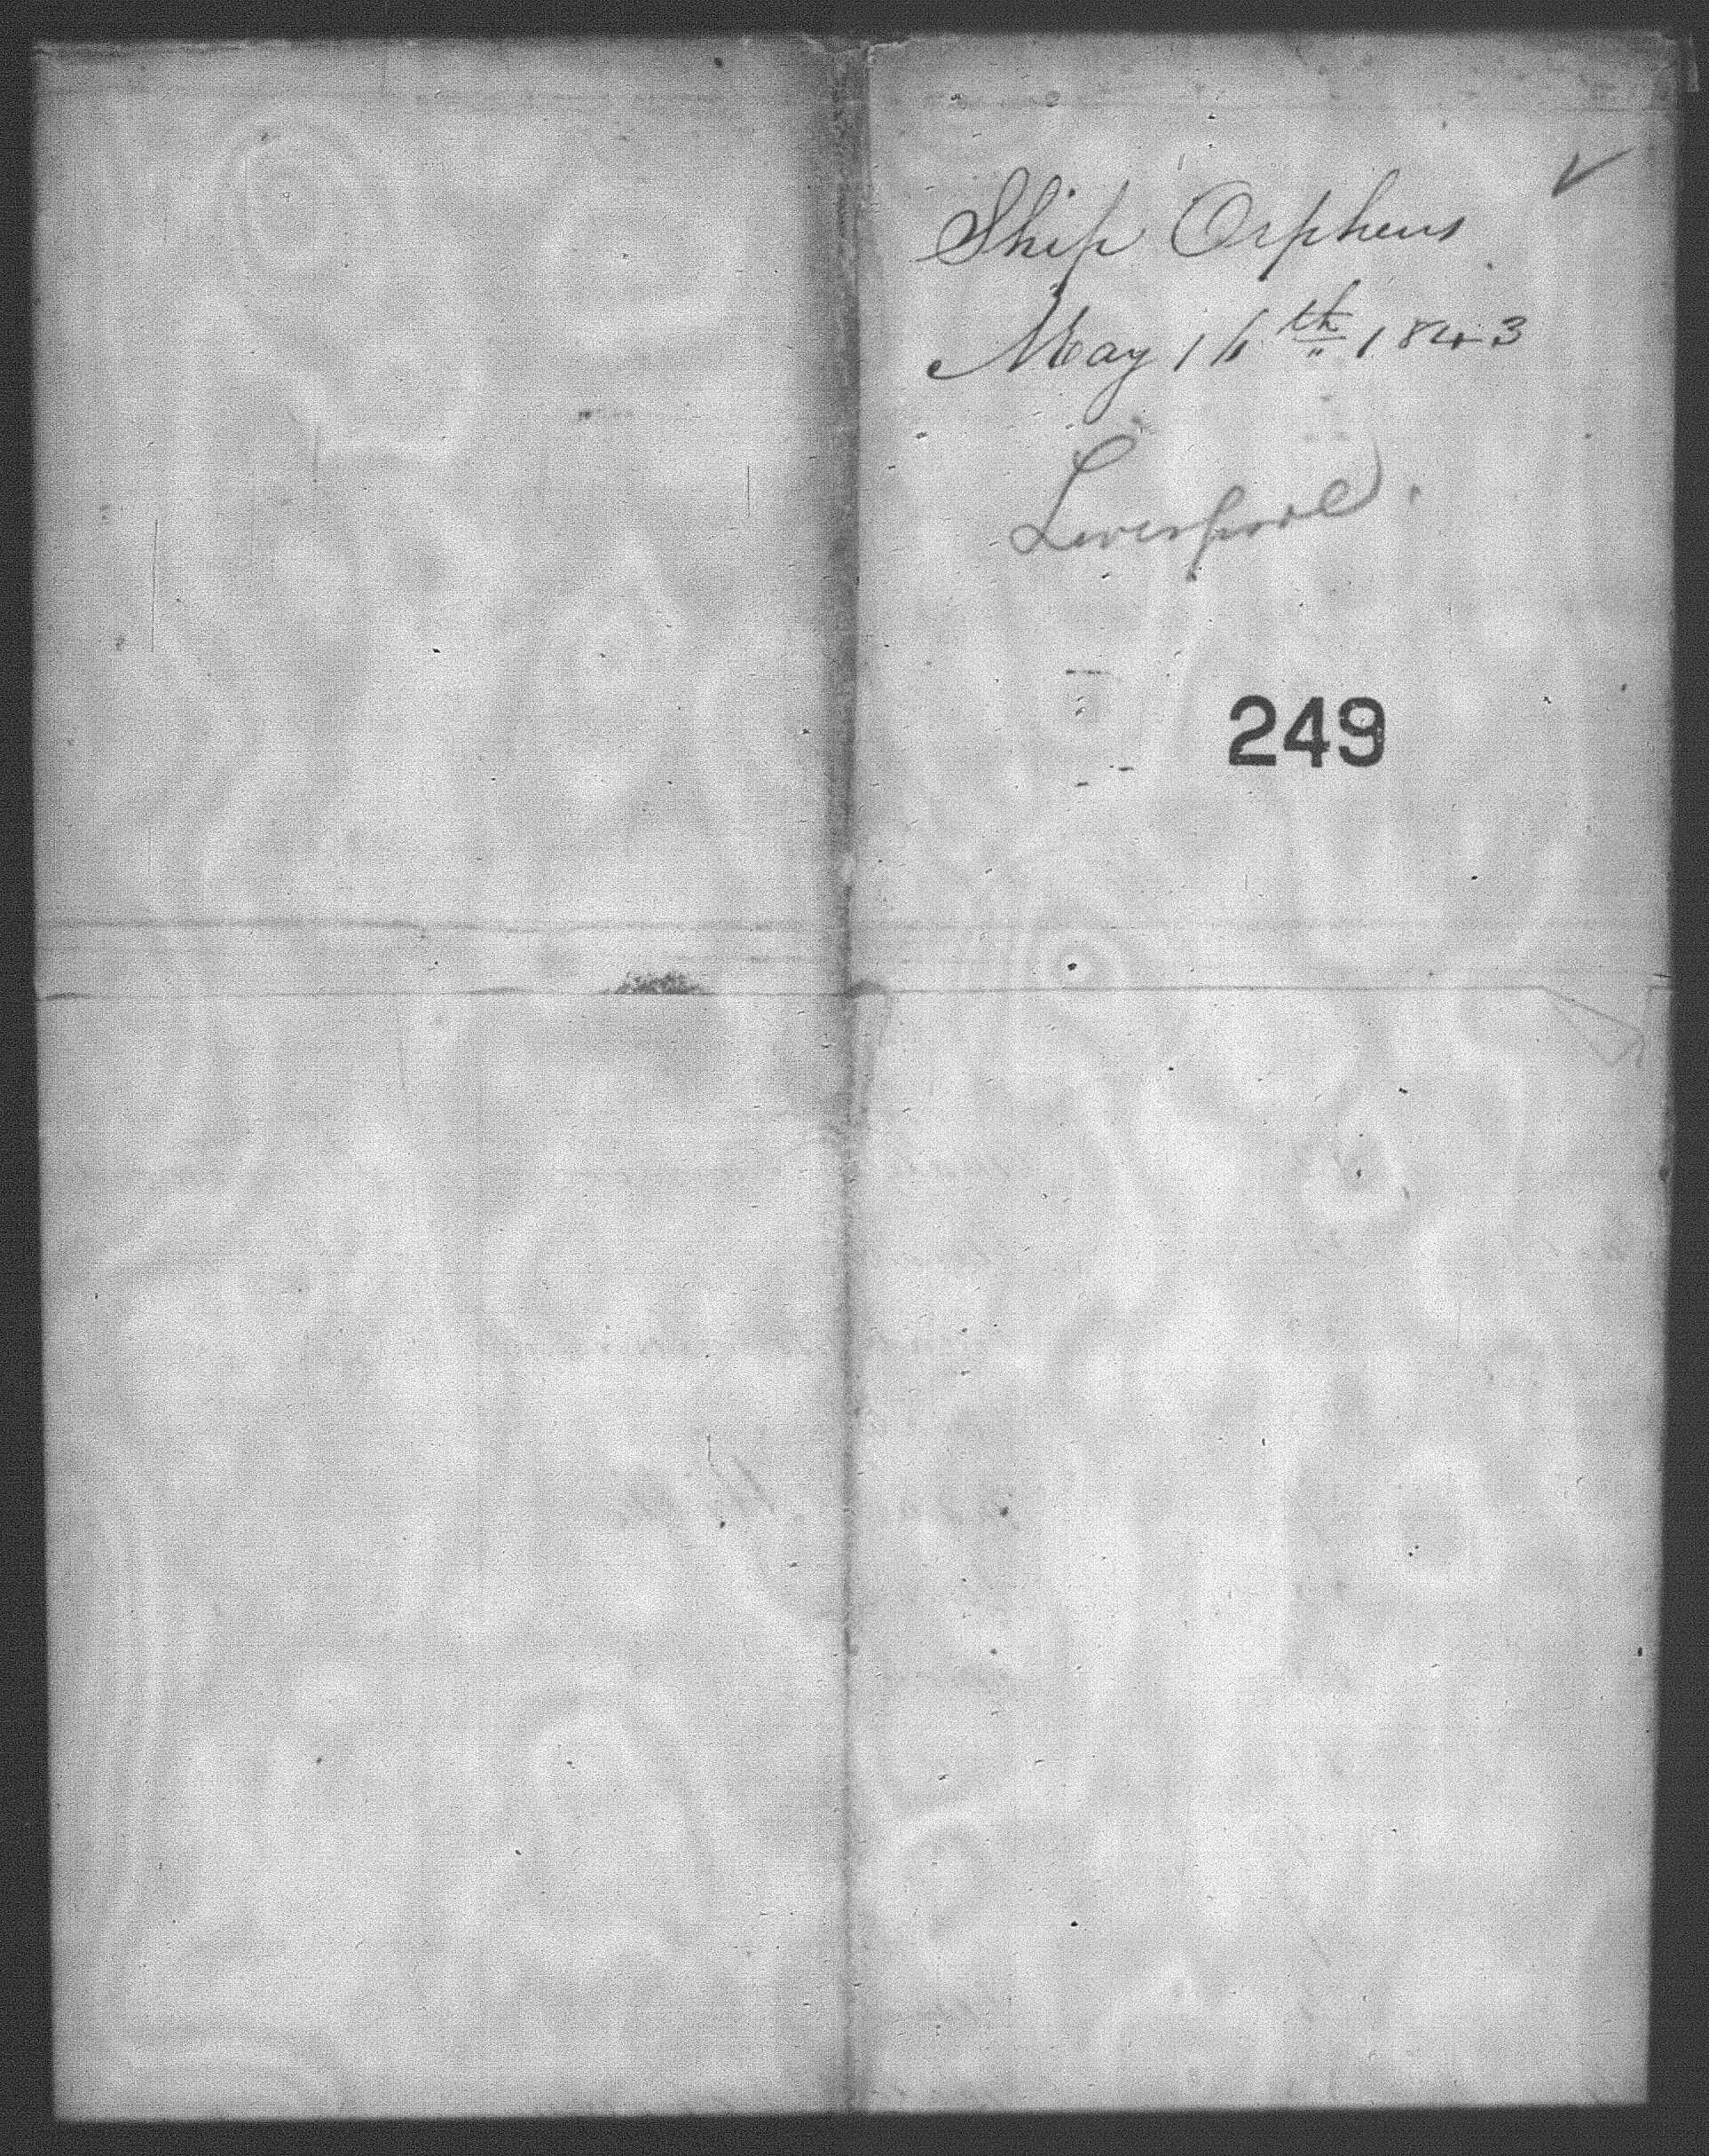 Ship Orpheus
May 16th 1843
Liverpool.
249